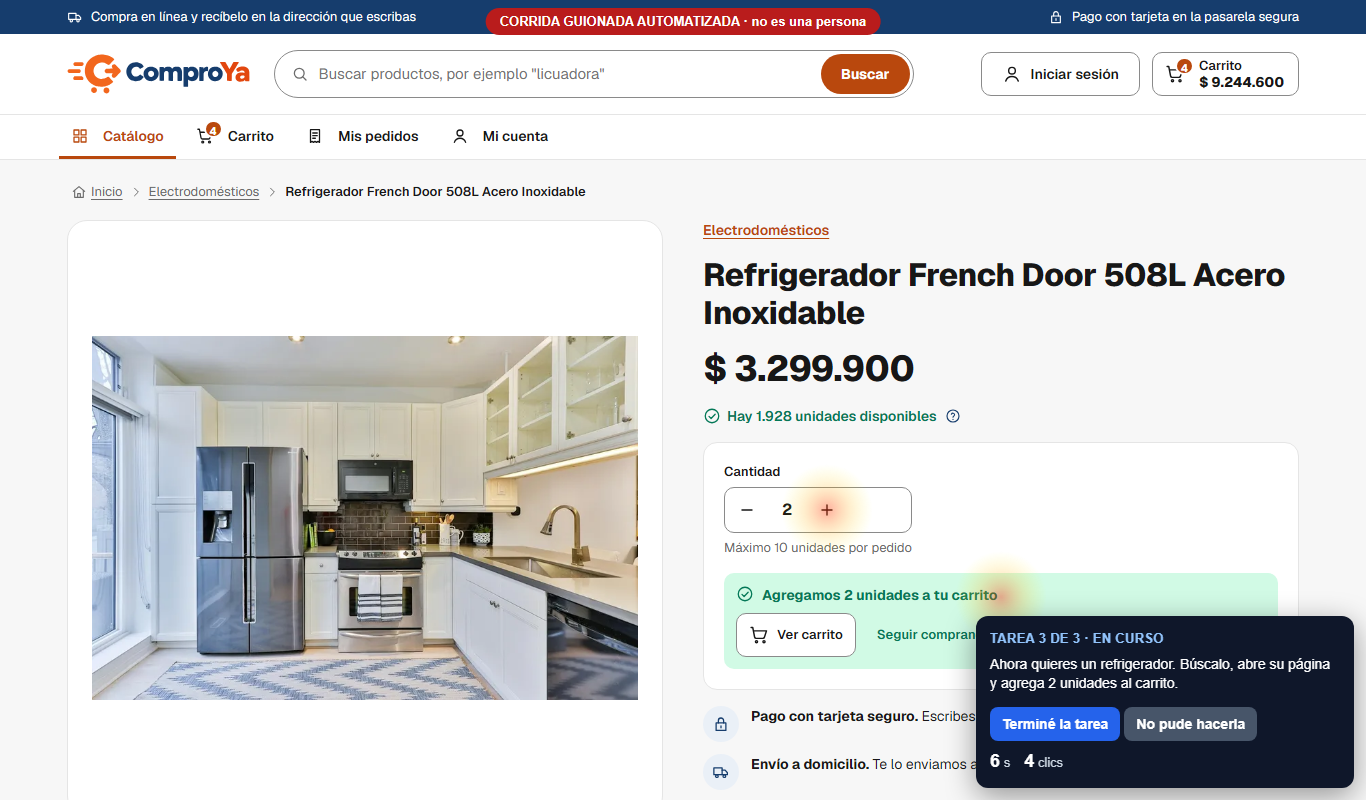 Compra en línea y recíbelo en la dirección que escribas
CORRIDA GUIONADA AUTOMATIZADA · no es una persona
Pago con tarjeta en la pasarela segura
ComproYa
Buscar productos, por ejemplo "licuadora"
Buscar
Iniciar sesión
4
Carrito
$ 9.244.600
Catálogo
4
Carrito
Mis pedidos
Mi cuenta
Inicio
Electrodomésticos
Refrigerador French Door 508L Acero Inoxidable
Electrodomésticos
Refrigerador French Door 508L Acero
Inoxidable
$ 3.299.900
Hay 1.928 unidades disponibles
Cantidad
− 2 +
Máximo 10 unidades por pedido
Agregamos 2 unidades a tu carrito
Ver carrito
Seguir compran
Pago con tarjeta seguro. Escribes
Envío a domicilio. Te lo enviamos a
TAREA 3 DE 3 · EN CURSO
Ahora quieres un refrigerador. Búscalo, abre su página
y agrega 2 unidades al carrito.
Terminé la tarea
No pude hacerla
6 s 4 clics